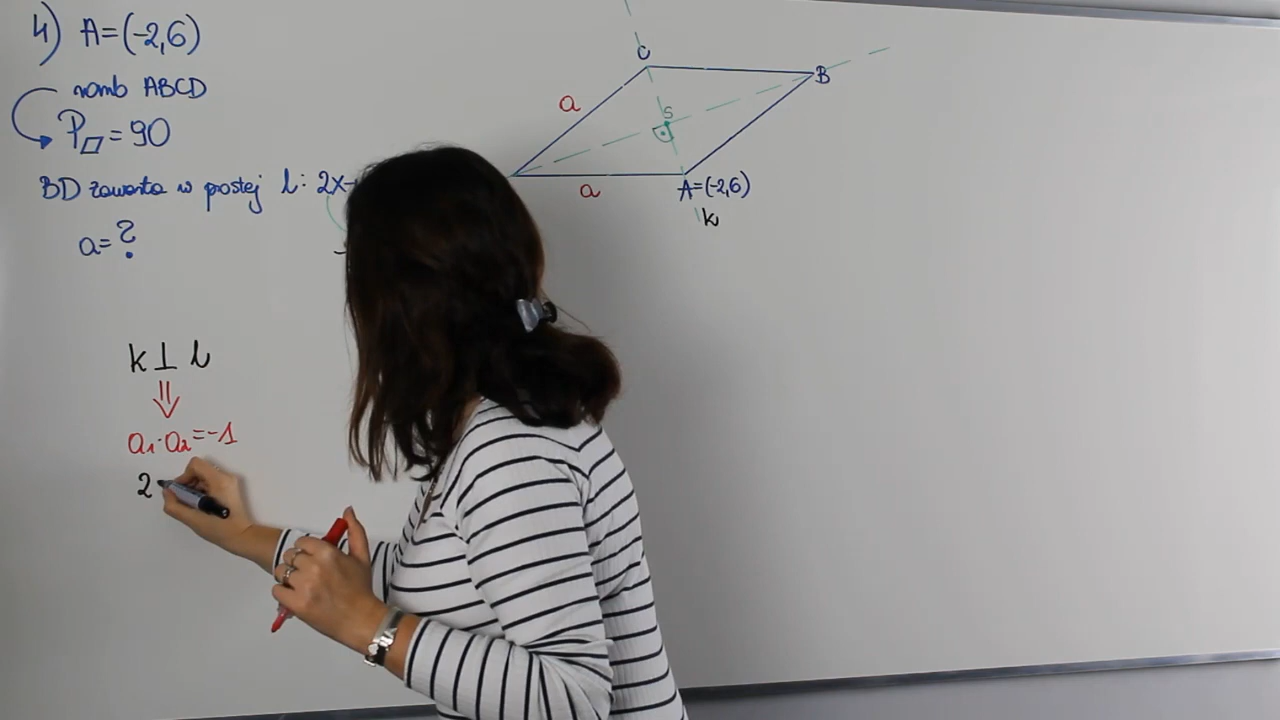 4) A=(-2,6)
romb ABCD
P▱=90
BD zawarta w prostej l: 2x-
a=?
k⊥l
⇓
a₁·a₂=-1
2
C
B
a
S
a
A=(-2,6)
k